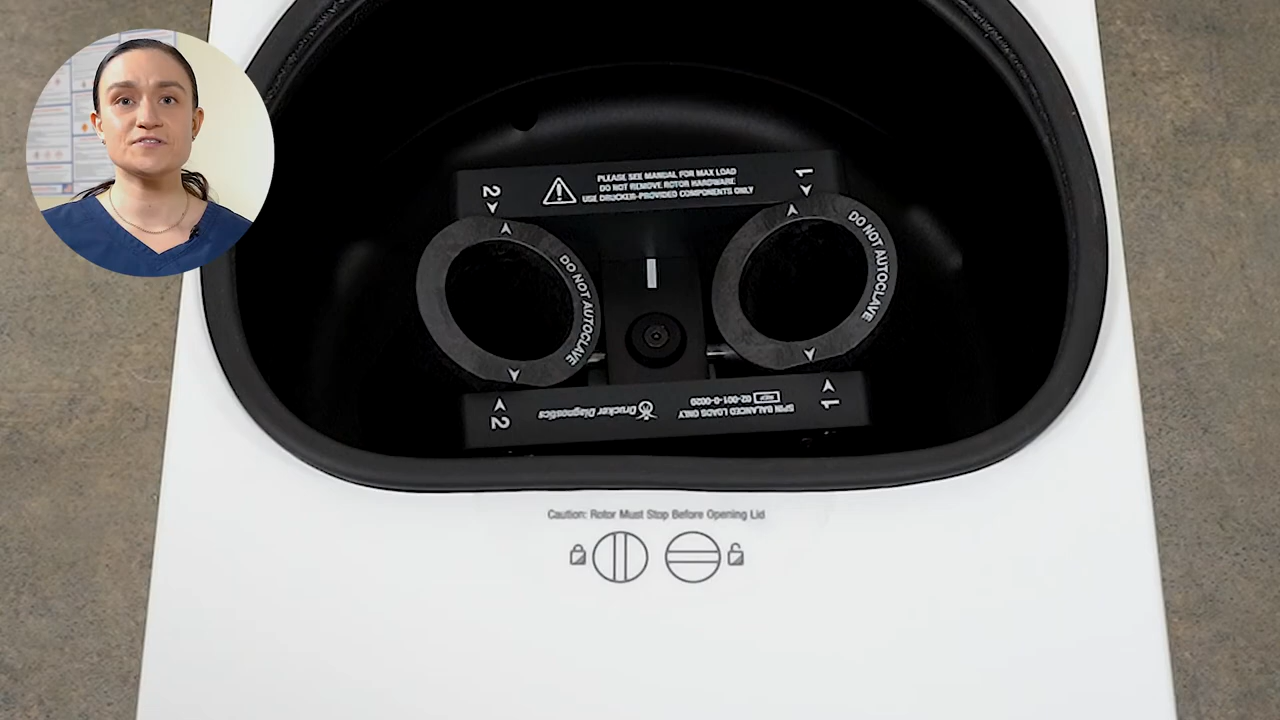 PLEASE SEE MANUAL FOR MAX LOAD
DO NOT REMOVE ROTOR HARDWARE
USE DRUCKER-PROVIDED COMPONENTS ONLY
2
1
DO NOT AUTOCLAVE
DO NOT AUTOCLAVE
2
Drucker Diagnostics
SPIN BALANCED LOADS ONLY
REF 02-001-0-0029
1
Caution: Rotor Must Stop Before Opening Lid